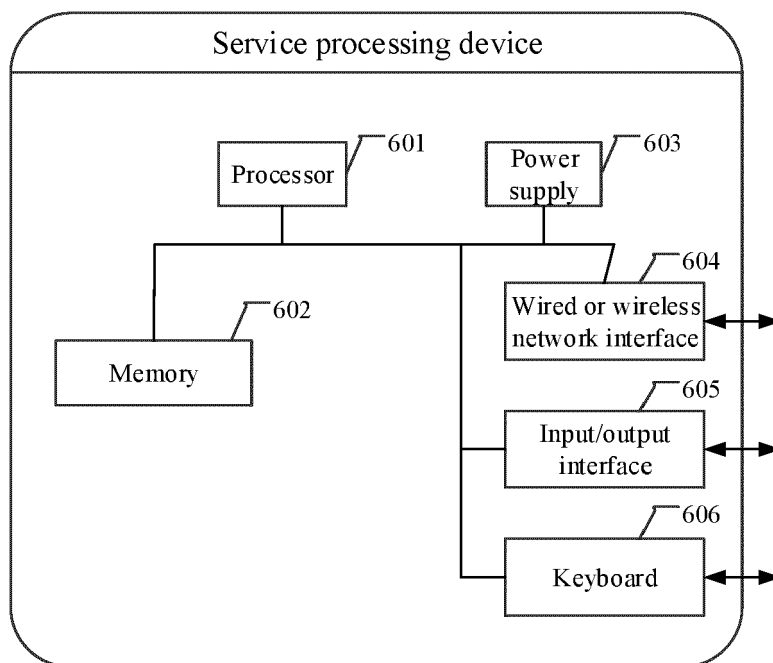 Service processing device
601
Processor
603
Power
supply
604
Wired or wireless
network interface
602
Memory
605
Input/output
interface
606
Keyboard